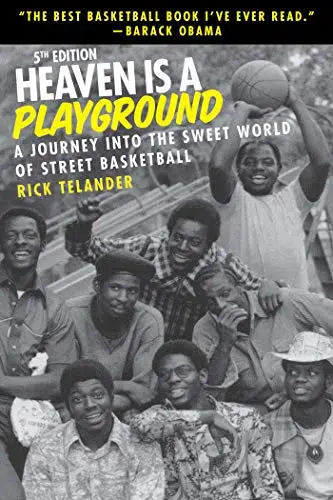 "THE BEST BASKETBALL BOOK I'VE EVER READ."
—BARACK OBAMA
5TH EDITION
HEAVEN IS A
PLAYGROUND
A JOURNEY INTO THE SWEET WORLD
OF STREET BASKETBALL
RICK TELANDER